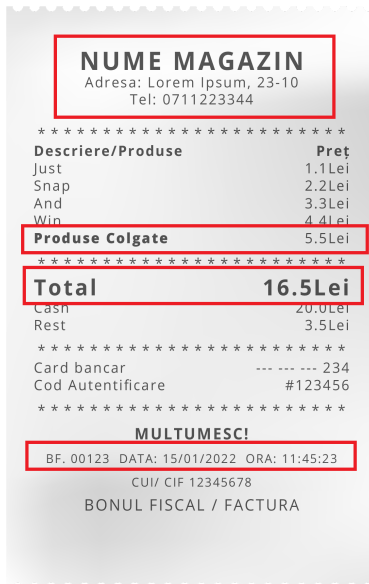 NUME MAGAZIN
Adresa: Lorem Ipsum, 23-10
Tel: 0711223344
* * * * * * * * * * * * * * * * * * * * * * * *
Descriere/Produse Preț
Just 1.1Lei
Snap 2.2Lei
And 3.3Lei
Win 4.4Lei
Produse Colgate 5.5Lei
* * * * * * * * * * * * * * * * * * * * * * * *
Total 16.5Lei
Cash 20.0Lei
Rest 3.5Lei
* * * * * * * * * * * * * * * * * * * * * * * *
Card bancar --- --- --- 234
Cod Autentificare #123456
* * * * * * * * * * * * * * * * * * * * * * * *
MULTUMESC!
BF. 00123 DATA: 15/01/2022 ORA: 11:45:23
CUI/ CIF 12345678
BONUL FISCAL / FACTURA